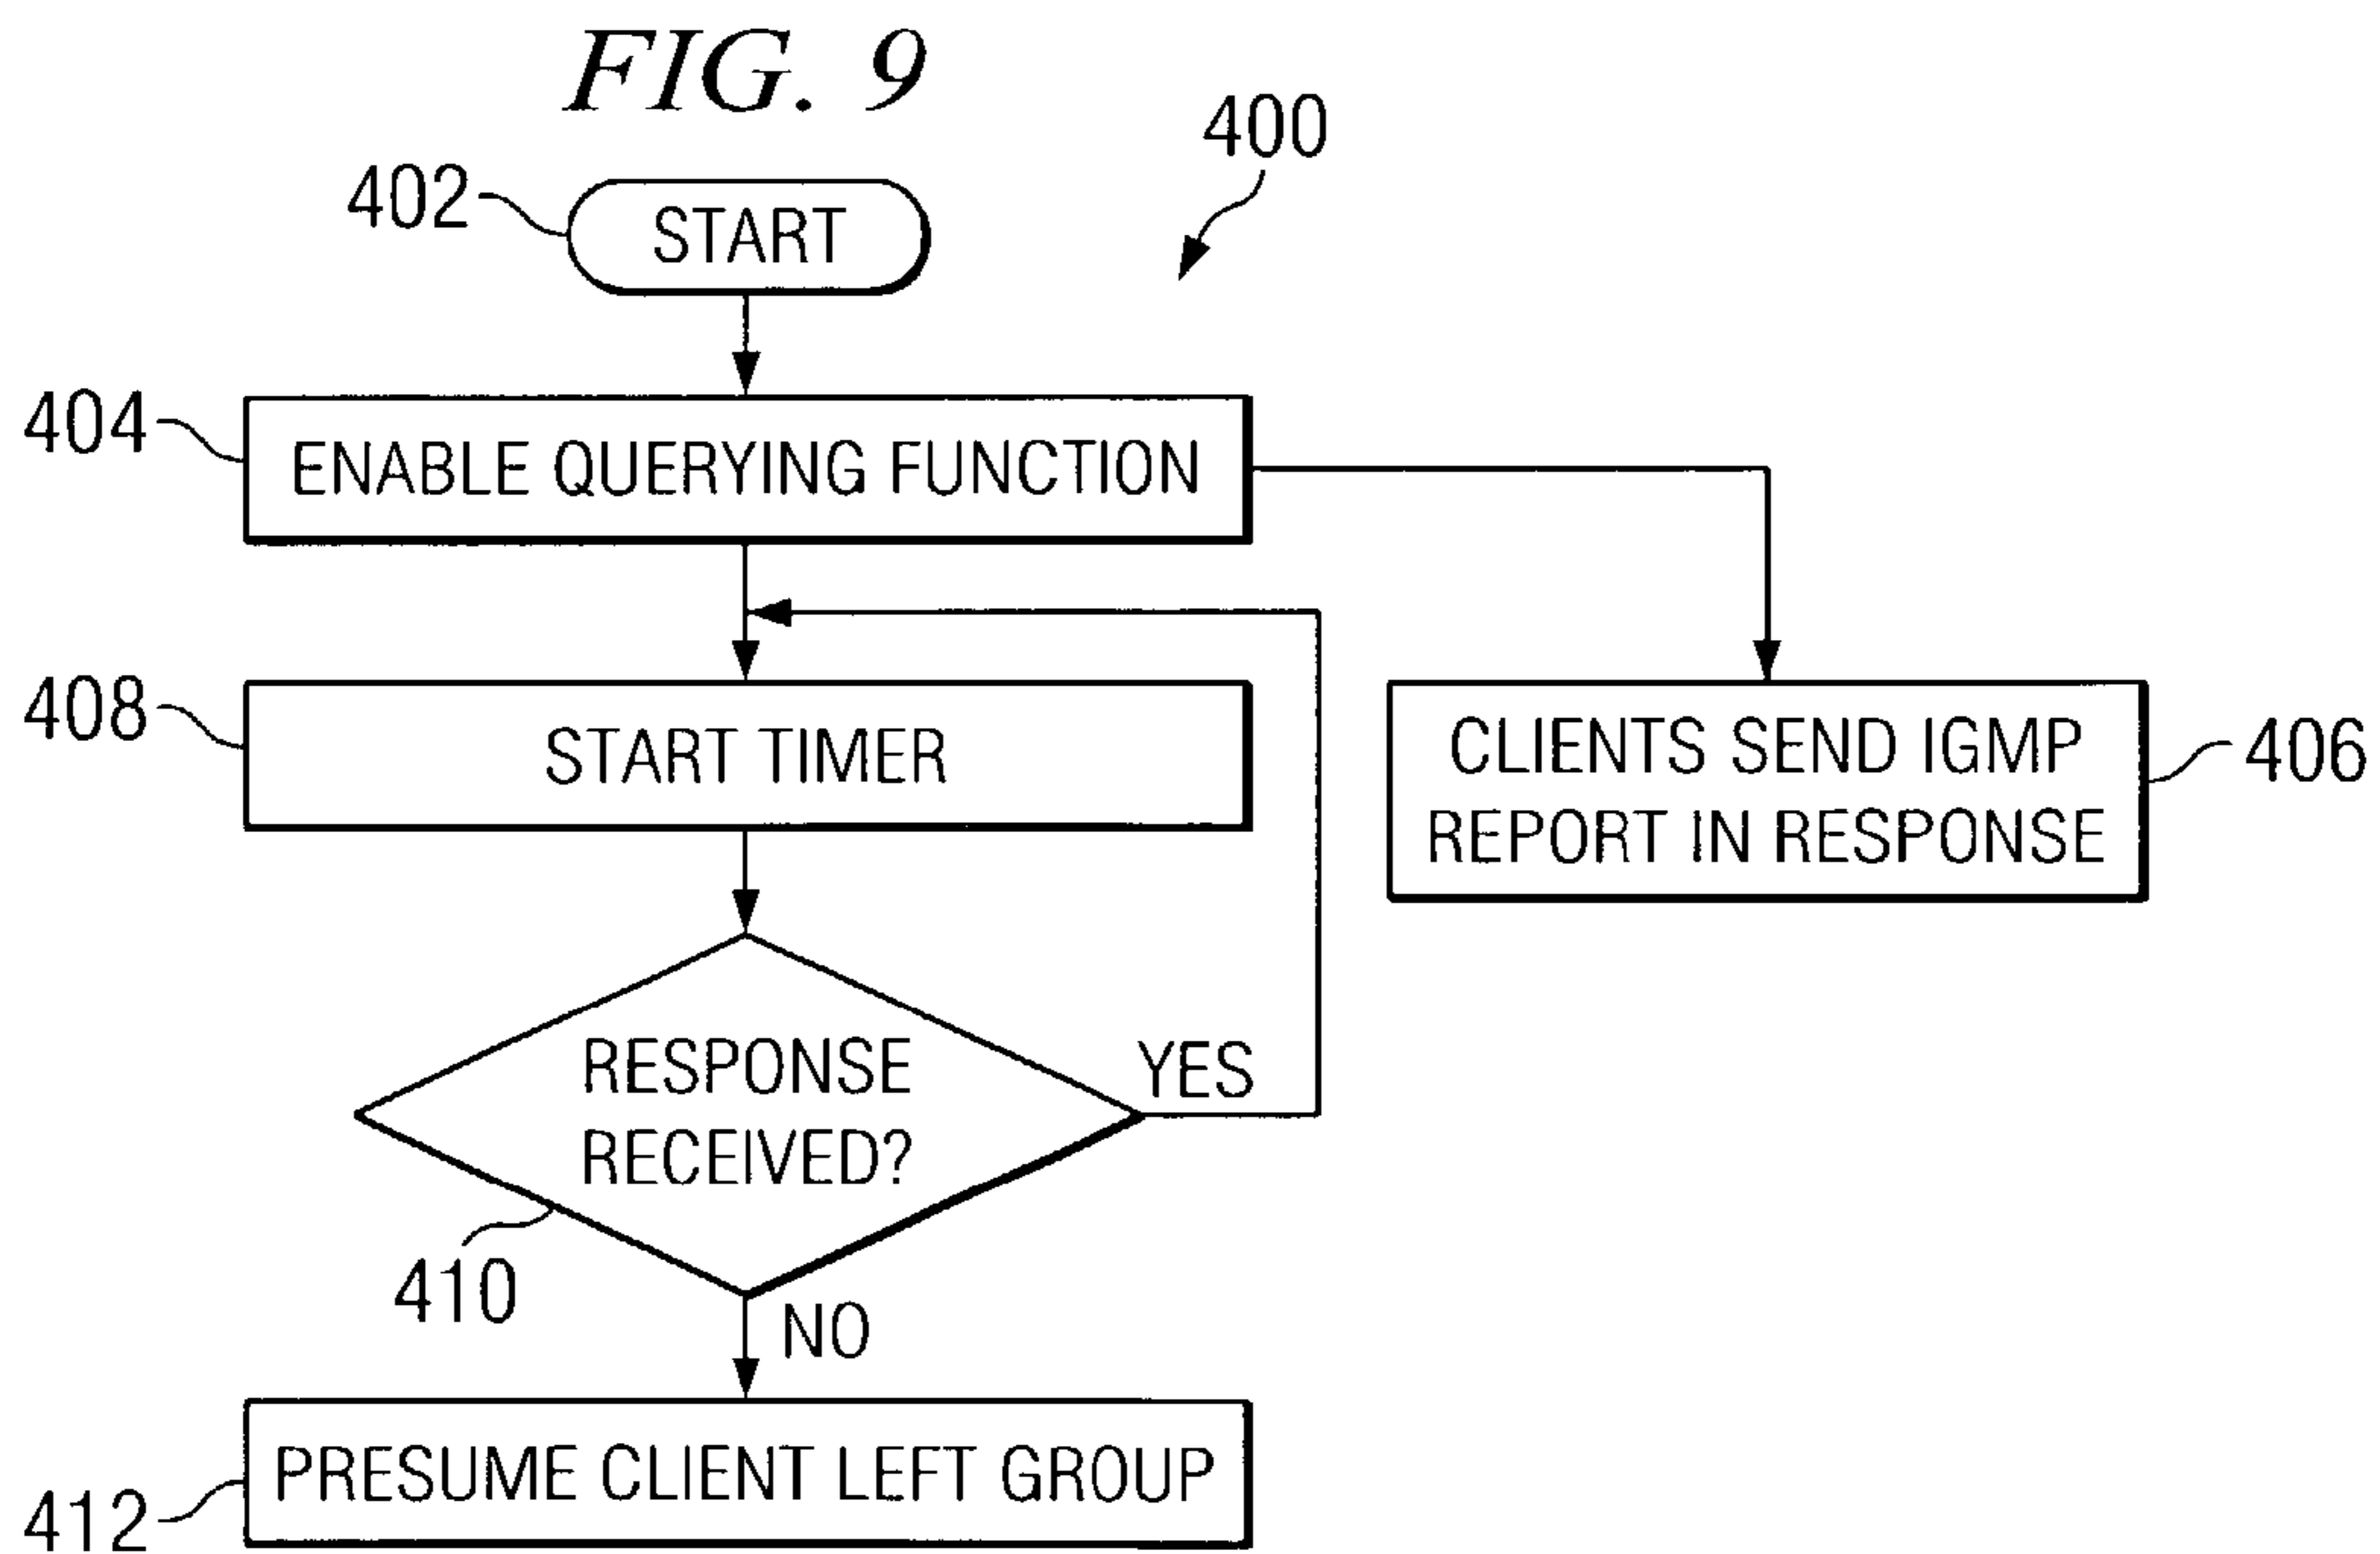 FIG. 9
400
402
START
404
ENABLE QUERYING FUNCTION
408
START TIMER
CLIENTS SEND IGMP
REPORT IN RESPONSE
406
RESPONSE
RECEIVED?
YES
410
NO
PRESUME CLIENT LEFT GROUP
412